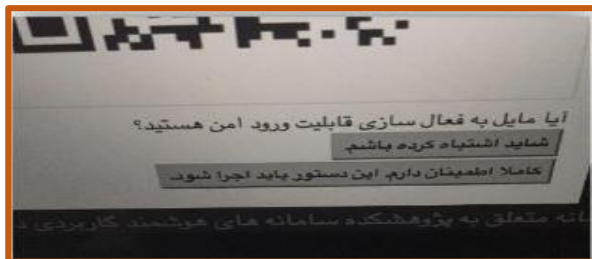 آیا مایل به فعال سازی قابلیت ورود امن هستید؟
شاید اشتباه کرده باشم.
کاملا اطمینان دارم. این دستور باید اجرا شود.
متعلق به پژوهشکده سامانه های هوشمند کاربردی